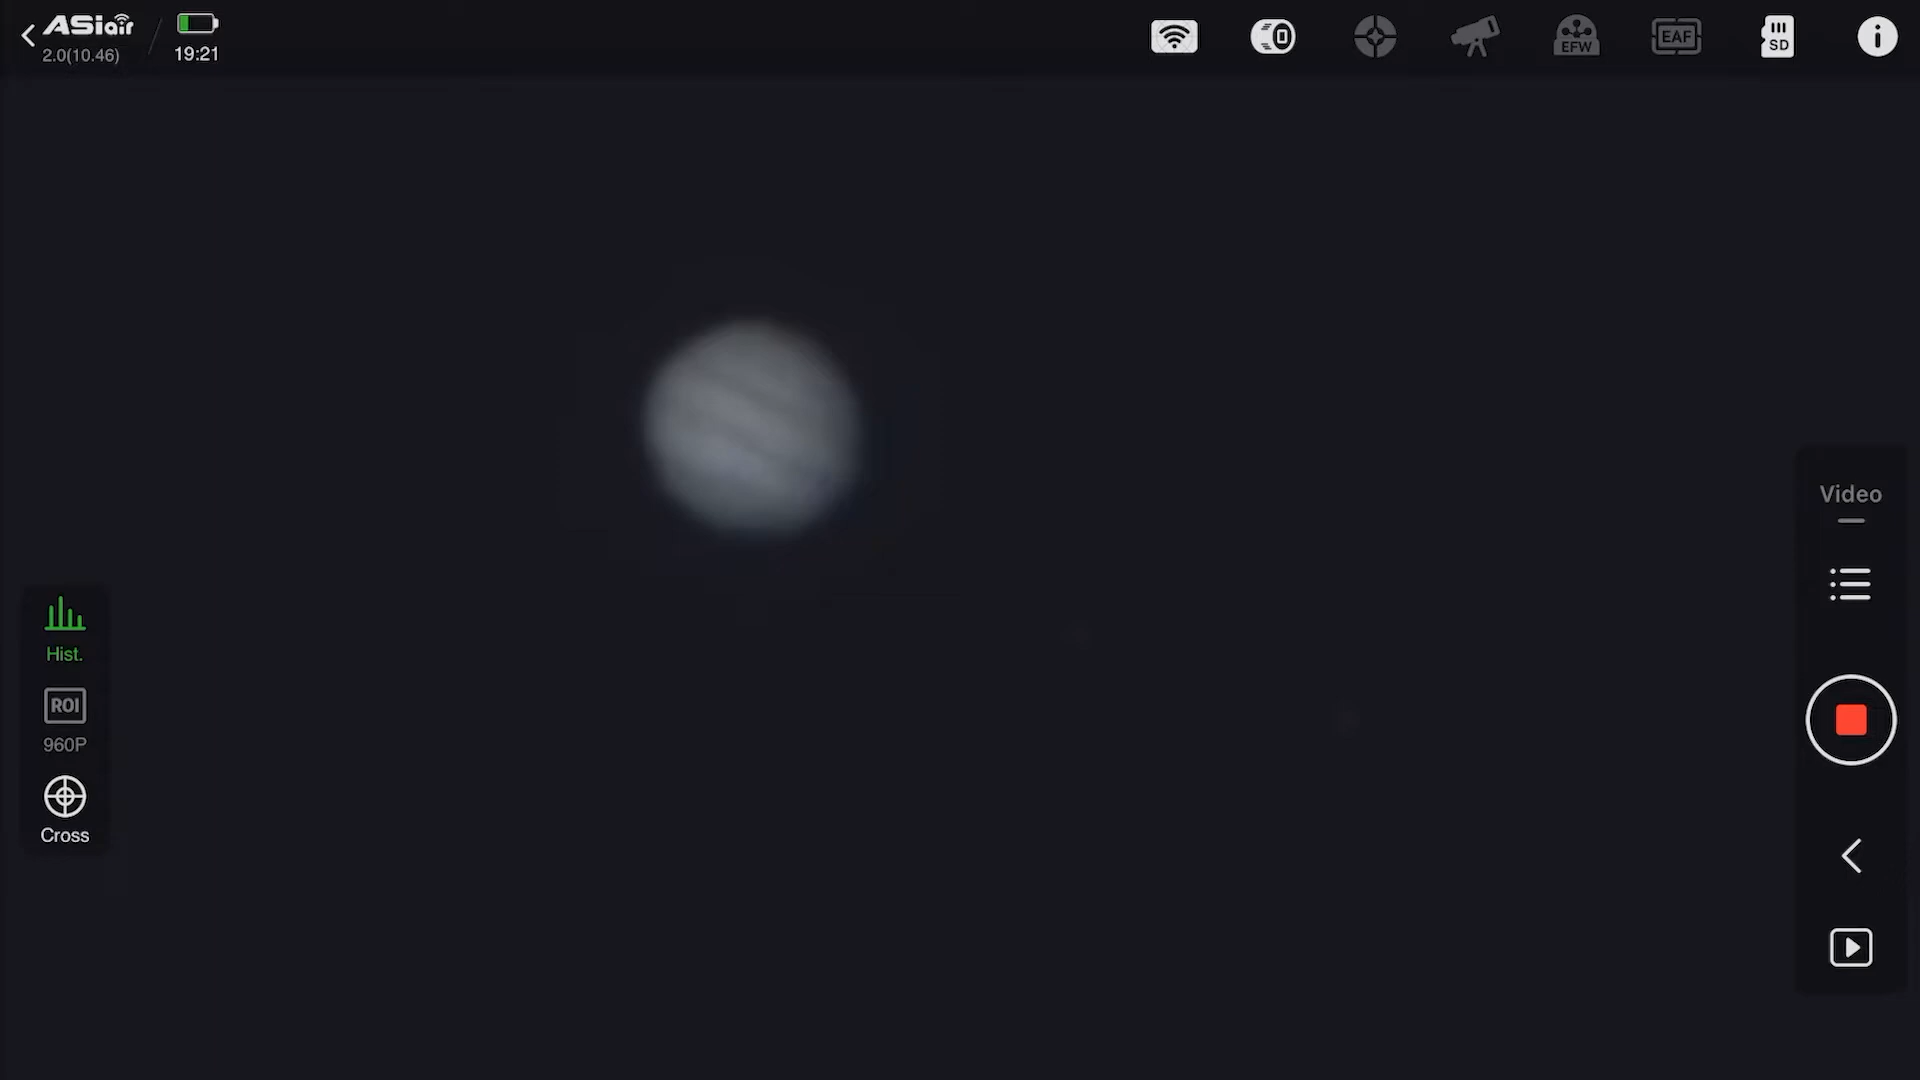 ASiair
2.0(10.46)
19:21
EFW
EAF
SD
Video
Hist.
ROI
960P
Cross